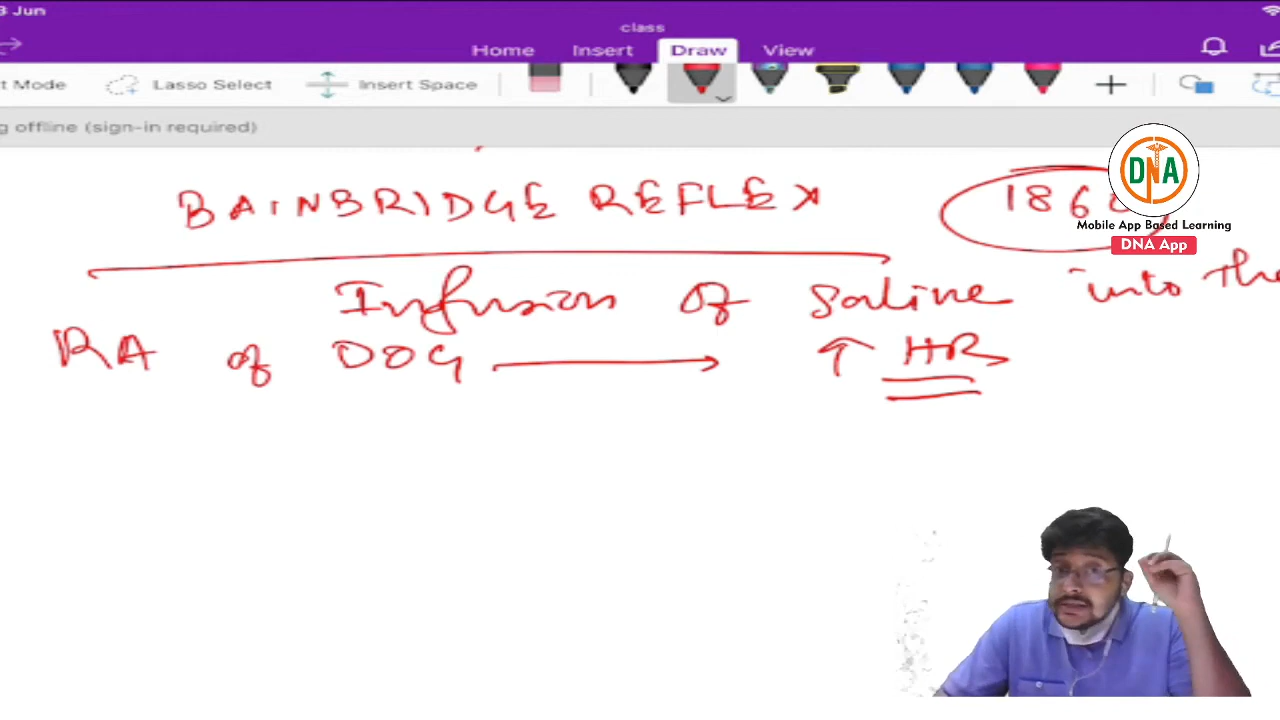 3 Jun
class
Home Insert Draw View
t Mode Lasso Select Insert Space
g offline (sign-in required)
DNA
Mobile App Based Learning
DNA App
BAINBRIDGE REFLEX
Infusion of Saline into the
RA of DOG → ↑ HR